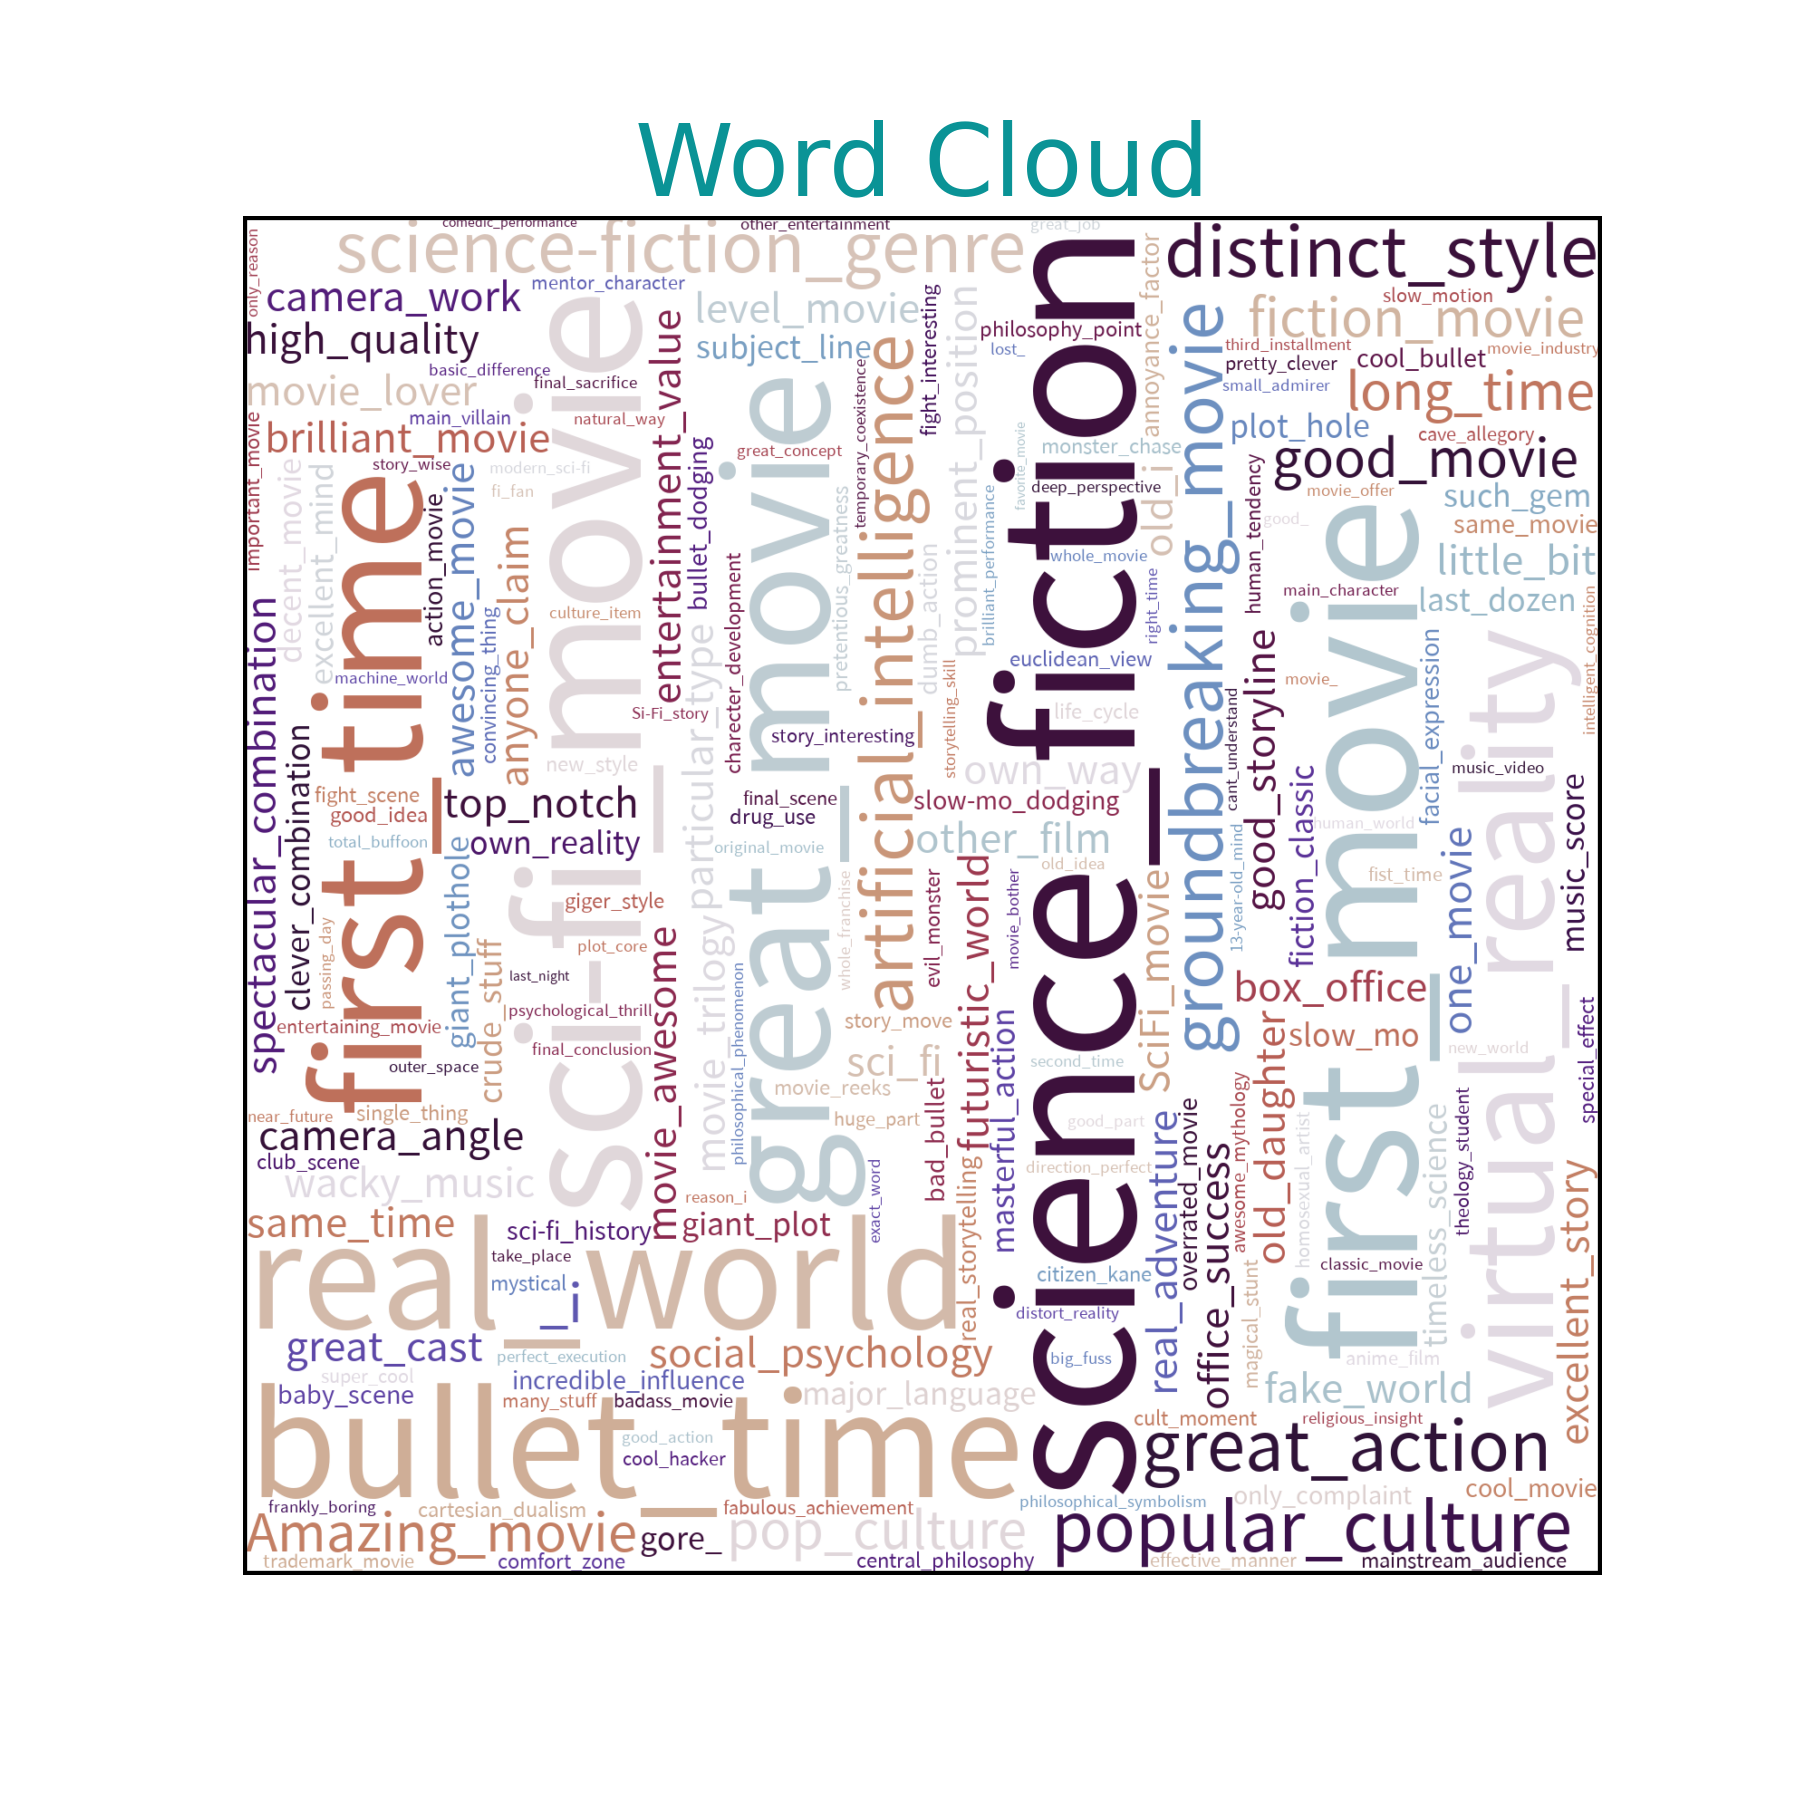 Word Cloud
comedic_performance
other_entertainment
great_job
science-fiction_genre
distinct_style
only_reason
camera_work
mentor_character
level_movie
fight_interesting
prominent_position
science_fiction
annoyance_factor
slow_motion
fiction_movie
high_quality
subject_line
philosophy_point
lost_
third_installment
movie_industry
pretty_clever
cool_bullet
basic_difference
final_sacrifice
movie_lover
small_admirer
long_time
main_villain
natural_way
plot_hole
cave_allegory
important_movie
brilliant_movie
sci-fi_movie
entertainment_value
great_concept
great_movie
temporary_coexistence
artificial_intelligence
favorite_movie
monster_chase
groundbreaking_movie
good_movie
story_wise
modern_sci-fi
fi_fan
bullet_dodging
deep_perspective
old_i
human_tendency
movie_offer
such_gem
decent_movie
excellent_mind
first_time
action_movie
awesome_movie
anyone_claim
pretentious_greatness
brilliant_performance
good_
same_movie
whole_movie
first_movie
little_bit
culture_item
charecter_development
dumb_action
right_time
main_character
last_dozen
intelligent_cognition
spectacular_combination
convincing_thing
particular_type
euclidean_view
good_storyline
facial_expression
virtual_reality
machine_world
Si-Fi_story
storytelling_skill
movie_
cant_understand
life_cycle
clever_combination
story_interesting
new_style
own_way
fiction_classic
music_video
music_score
fight_scene
good_idea
top_notch
final_scene
drug_use
slow-mo_dodging
human_world
total_buffoon
giant_plothole
own_reality
original_movie
other_film
13-year-old_mind
one_movie
old_idea
fist_time
whole_franchise
futuristic_world
evil_monster
movie_bother
SciFi_movie
passing_day
giger_style
movie_trilogy
crude_stuff
plot_core
movie_awesome
last_night
philosophical_phenomenon
box_office
psychological_thrill
entertaining_movie
story_move
masterful_action
old_daughter
slow_mo
special_effect
final_conclusion
sci_fi
second_time
new_world
outer_space
movie_reeks
bad_bullet
awesome_mythology
theology_student
near_future
single_thing
huge_part
good_part
real_adventure
overrated_movie
homosexual_artist
timeless_science
camera_angle
club_scene
exact_word
real_storytelling
direction_perfect
office_success
excellent_story
wacky_music
reason_i
same_time
sci-fi_history
giant_plot
real_world
take_place
mystical
_i
citizen_kane
magical_stunt
classic_movie
distort_reality
great_cast
perfect_execution
social_psychology
big_fuss
anime_film
super_cool
incredible_influence
baby_scene
many_stuff
badass_movie
major_language
fake_world
bullet_time
good_action
cool_hacker
cult_moment
religious_insight
great_action
frankly_boring
cartesian_dualism
fabulous_achievement
philosophical_symbolism
only_complaint
cool_movie
Amazing_movie
gore_
pop_culture
popular_culture
trademark_movie
comfort_zone
central_philosophy
effective_manner
mainstream_audience